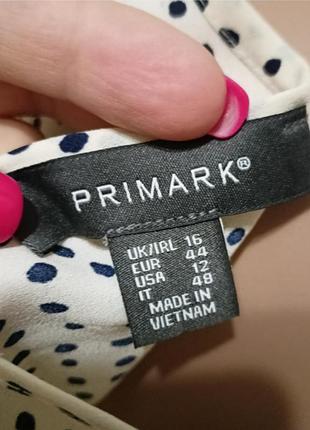 PRIMARK®
UK/IRL 16
EUR 44
USA 12
IT 48
MADE IN
VIETNAM